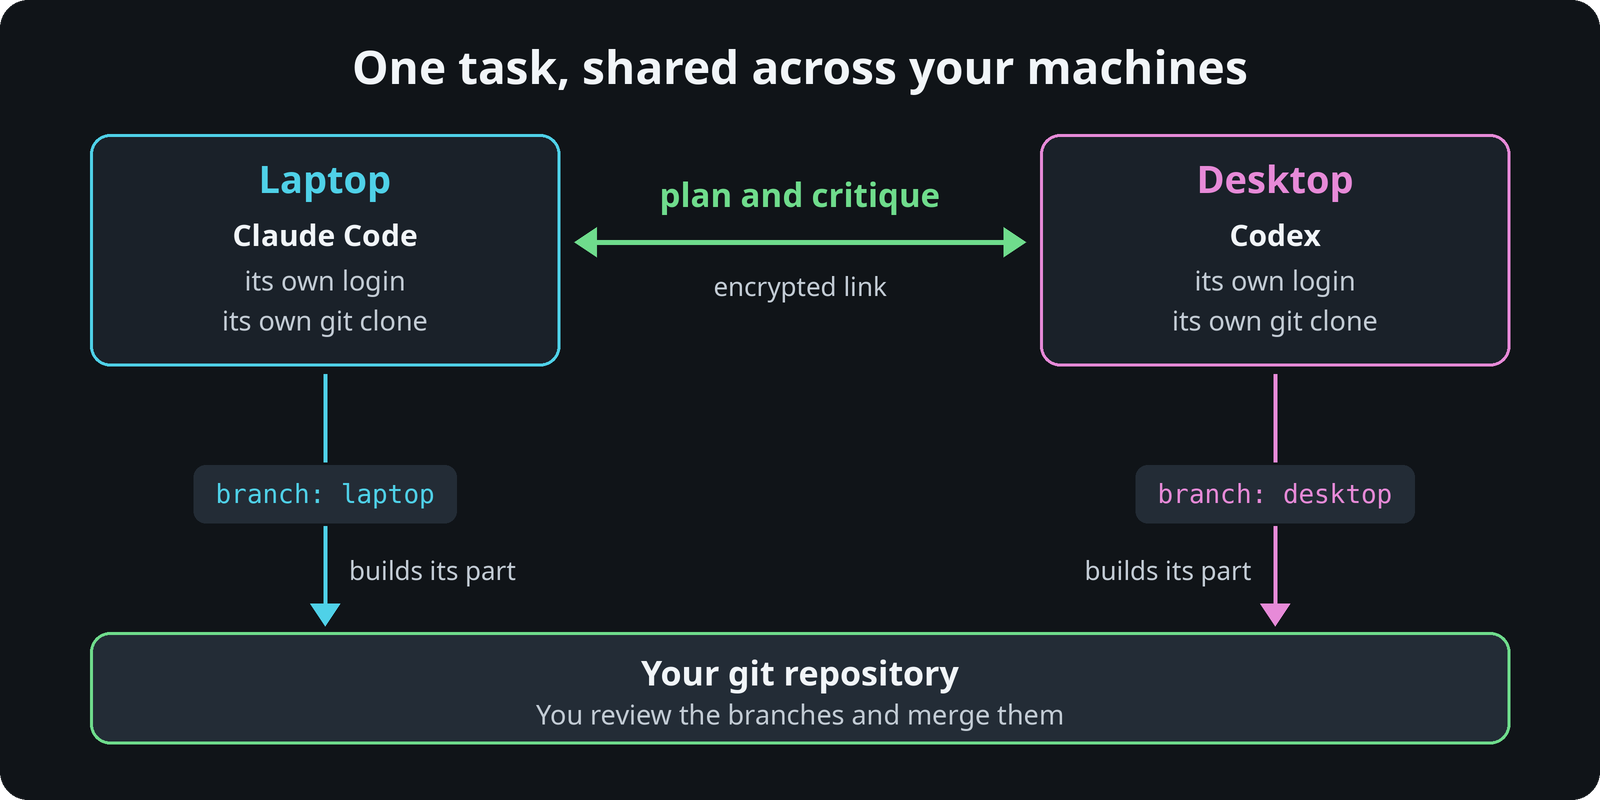 One task, shared across your machines
Laptop
Claude Code
its own login
its own git clone
plan and critique
encrypted link
Desktop
Codex
its own login
its own git clone
branch: laptop
builds its part
branch: desktop
builds its part
Your git repository
You review the branches and merge them